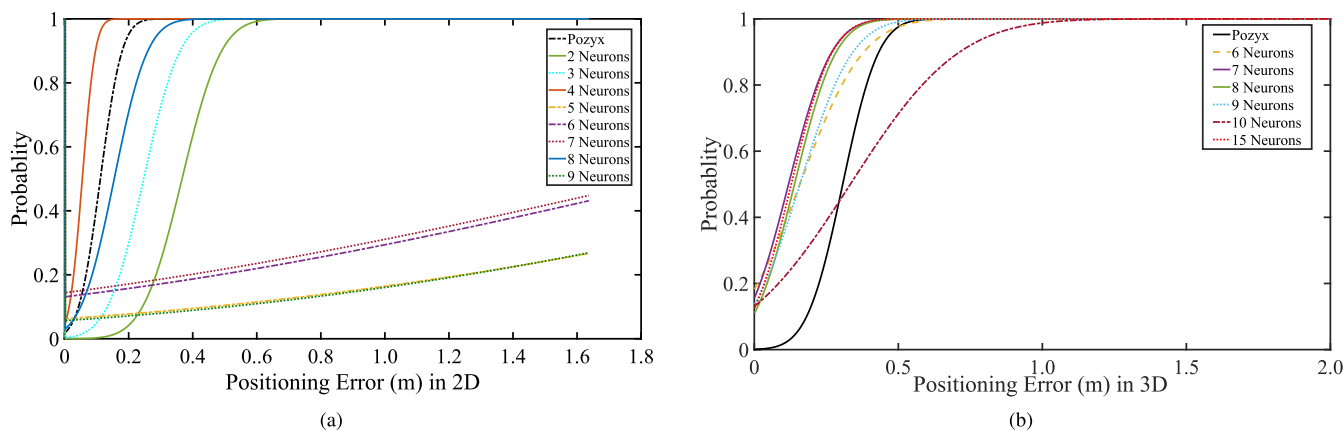 1
0.8
0.6
0.4
0.2
0
Probablity
0
0.2
0.4
0..6
0.8
1.0
1.2
1.4
1.6
1.8
Positioning Error (m) in 2D
Pozyx
2 Neurons
3 Neurons
4 Neurons
5 Neurons
6 Neurons
7 Neurons
8 Neurons
9 Neurons
(a)
1
0.8
0.6
0.4
0.2
0
Probablity
0
0.5
1.0
1.5
2.0
Positioning Error (m) in 3D
Pozyx
6 Neurons
7 Neurons
8 Neurons
9 Neurons
10 Neurons
15 Neurons
(b)